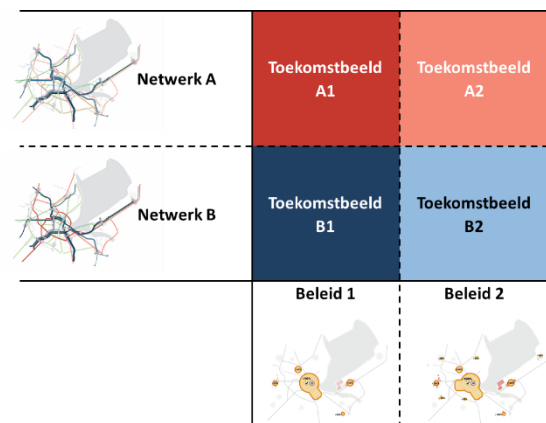 Netwerk A
Toekomstbeeld
A1
Toekomstbeeld
A2
Netwerk B
Toekomstbeeld
B1
Toekomstbeeld
B2
Beleid 1
Beleid 2